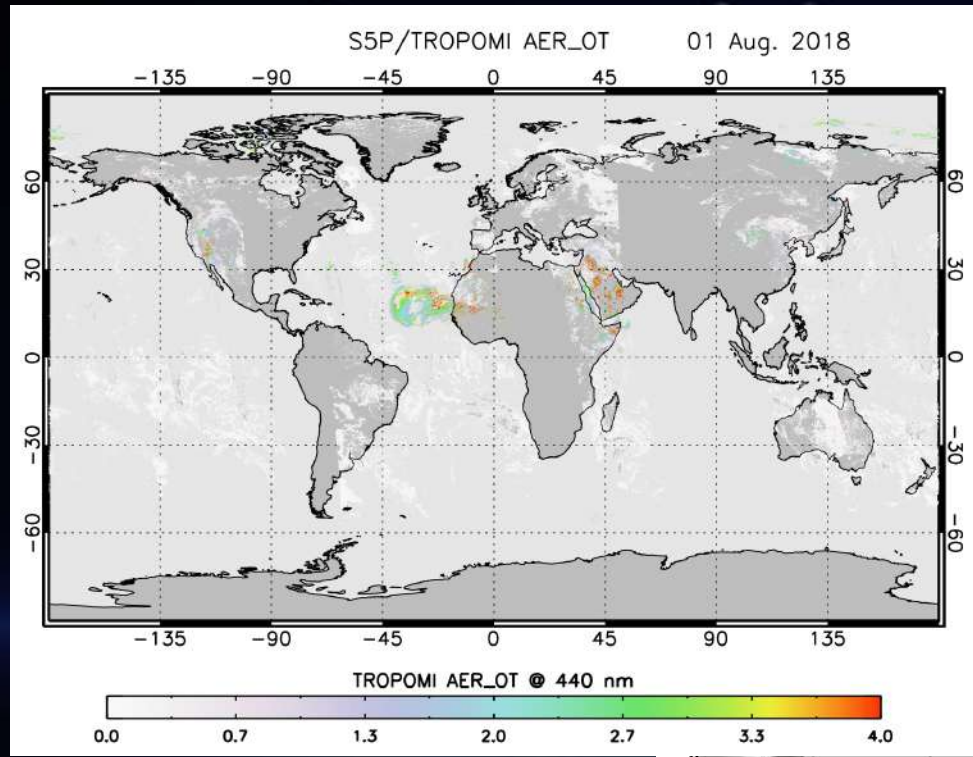 S5P/TROPOMI AER_OT 01 Aug. 2018
-135 -90 -45 0 45 90 135
60 60
30 30
0 0
-30 -30
-60 -60
-135 -90 -45 0 45 90 135
TROPOMI AER_OT @ 440 nm
0.0 0.7 1.3 2.0 2.7 3.3 4.0